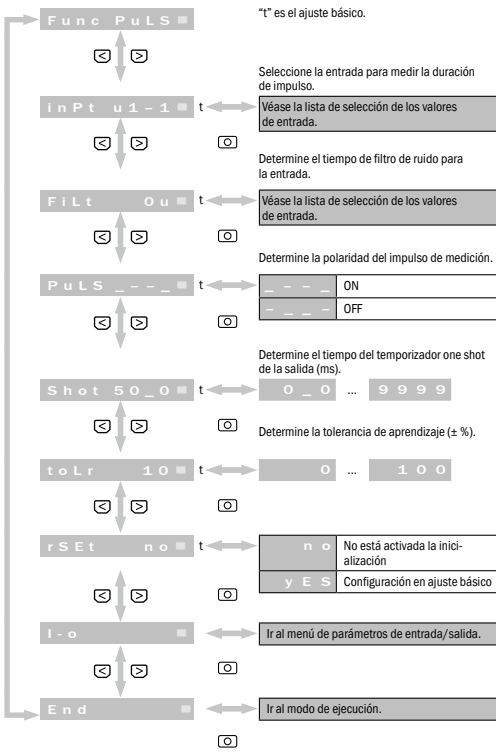 Func PuLS
“t” es el ajuste básico.
< >
Seleccione la entrada para medir la duración
de impulso.
inPt u1-1 t
Véase la lista de selección de los valores
de entrada.
< >
Determine el tiempo de filtro de ruido para
la entrada.
FiLt 0u t
Véase la lista de selección de los valores
de entrada.
< >
Determine la polaridad del impulso de medición.
PuLS _--_ t
_--_ ON
-__- OFF
< >
Determine el tiempo del temporizador one shot
de la salida (ms).
Shot 50_0 t
0_0 ... 9999
< >
Determine la tolerancia de aprendizaje (± %).
toLr 10 t
0 ... 100
< >
rSEt no t
no No está activada la inici-
alización
yES Configuración en ajuste básico
< >
I-o
Ir al menú de parámetros de entrada/salida.
< >
End
Ir al modo de ejecución.